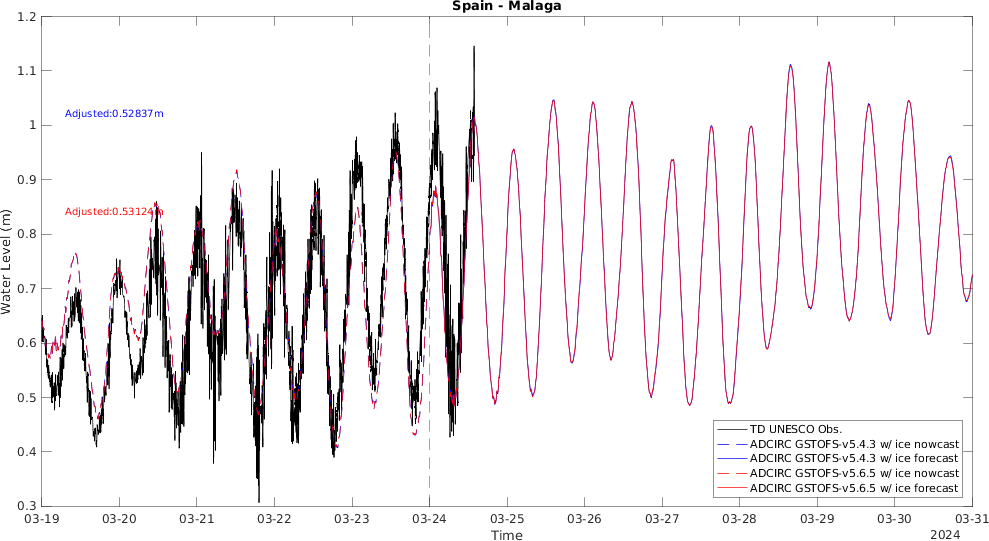 Spain - Malaga
1.2
1.1
1
0.9
0.8
0.7
0.6
0.5
0.4
0.3
Water Level (m)
Adjusted:0.52837m
Adjusted:0.53124m
TD UNESCO Obs.
ADCIRC GSTOFS-v5.4.3 w/ ice nowcast
ADCIRC GSTOFS-v5.4.3 w/ ice forecast
ADCIRC GSTOFS-v5.6.5 w/ ice nowcast
ADCIRC GSTOFS-v5.6.5 w/ ice forecast
03-19 03-20 03-21 03-22 03-23 03-24 03-25 03-26 03-27 03-28 03-29 03-30 03-31
Time
2024